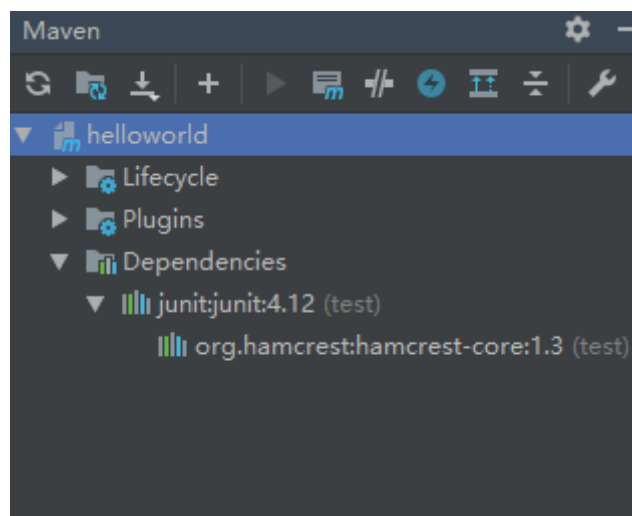 Maven
helloworld
Lifecycle
Plugins
Dependencies
junit:junit:4.12 (test)
org.hamcrest:hamcrest-core:1.3 (test)